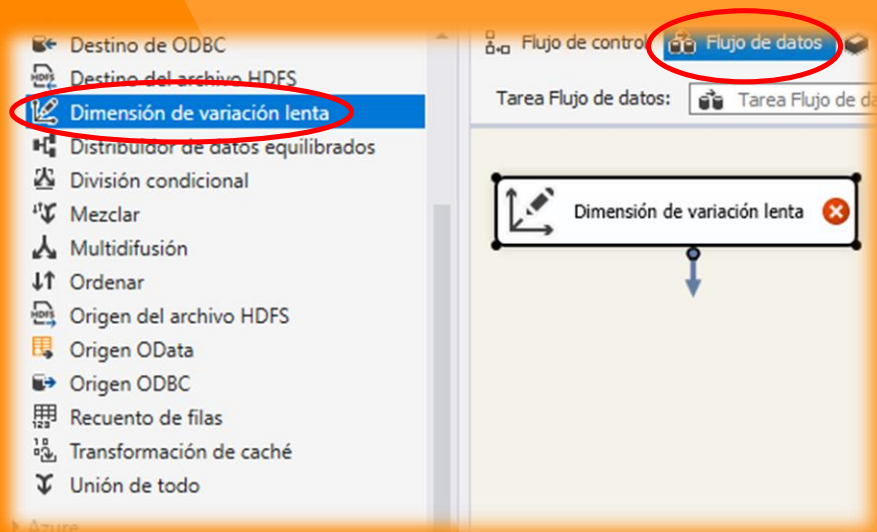 Destino de ODBC
Destino del archivo HDFS
Dimensión de variación lenta
Distribuidor de datos equilibrados
División condicional
Mezclar
Multidifusión
Ordenar
Origen del archivo HDFS
Origen OData
Origen ODBC
Recuento de filas
Transformación de caché
Unión de todo
Azure
Flujo de control
Flujo de datos
Tarea Flujo de datos:
Tarea Flujo de da
Dimensión de variación lenta